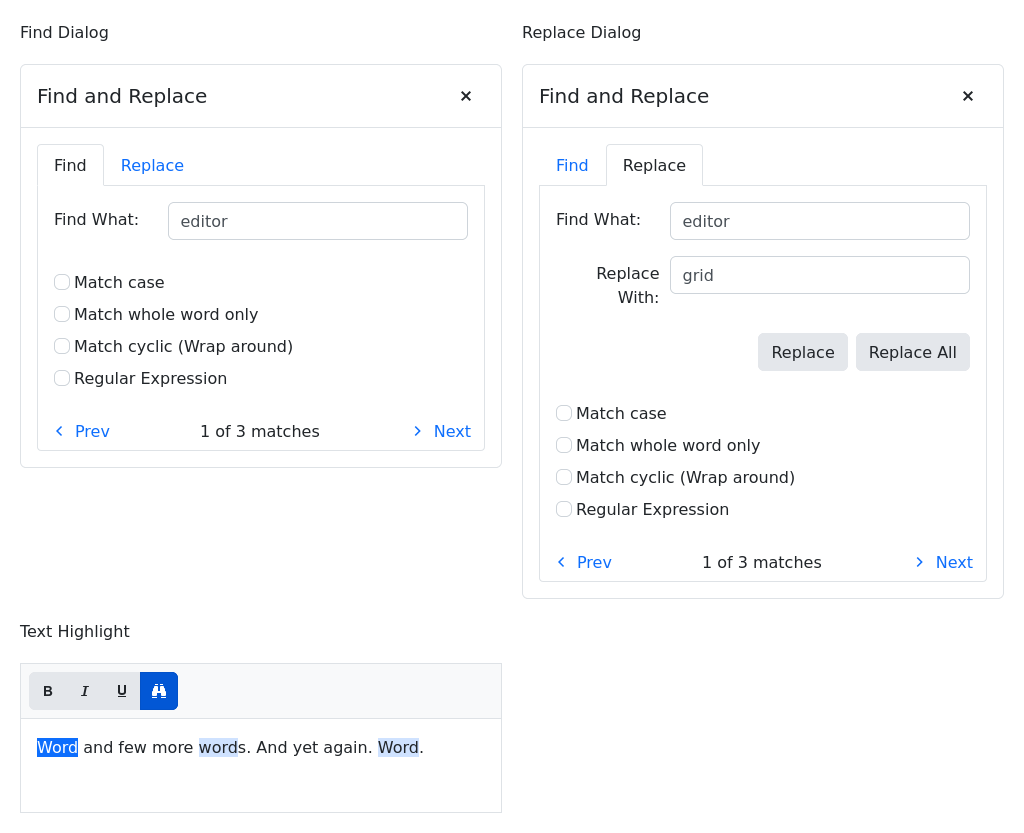 Find Dialog
Find and Replace
Find
Replace
Find What:
editor
Match case
Match whole word only
Match cyclic (Wrap around)
Regular Expression
Prev
1 of 3 matches
Next
Replace Dialog
Find and Replace
Find
Replace
Find What:
editor
Replace
With:
grid
Replace
Replace All
Match case
Match whole word only
Match cyclic (Wrap around)
Regular Expression
Prev
1 of 3 matches
Next
Text Highlight
B I U
Word and few more words. And yet again. Word.